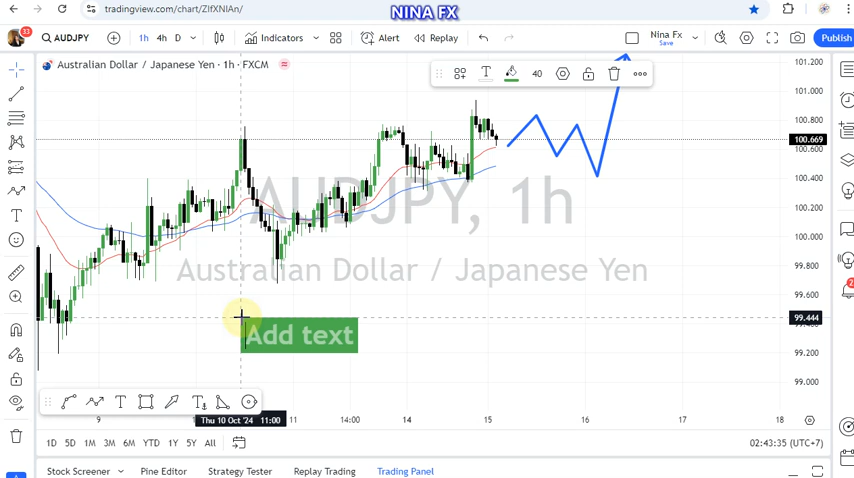 tradingview.com/chart/ZIfXNIAn/
NINA FX
33
AUDJPY
1h 4h D
Indicators
Alert
Replay
Nina Fx
Save
Publish
Australian Dollar / Japanese Yen · 1h · FXCM
40
101.200
101.000
100.800
100.669
100.600
100.400
100.200
100.000
99.800
99.600
99.444
99.200
99.000
AUDJPY, 1h
Australian Dollar / Japanese Yen
Add text
9
Thu 10 Oct '24 11:00
11
14:00
14
15
16
17
18
1D 5D 1M 3M 6M YTD 1Y 5Y All
02:43:35 (UTC+7)
Stock Screener
Pine Editor
Strategy Tester
Replay Trading
Trading Panel